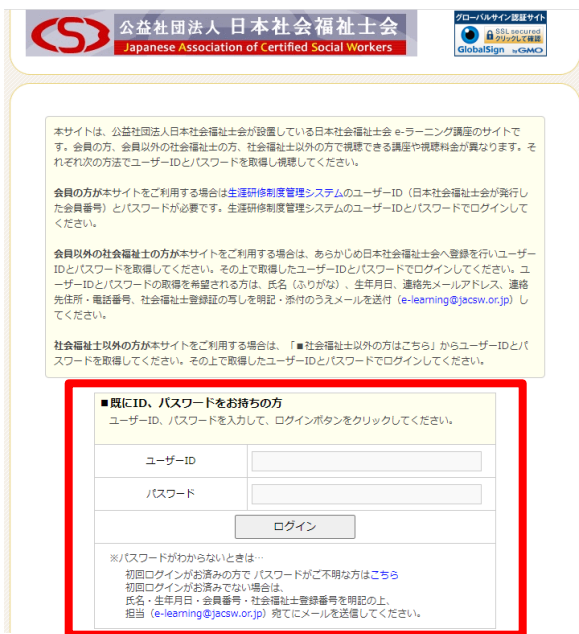 公益社団法人 日本社会福祉士会
Japanese Association of Certified Social Workers
グローバルサイン認証サイト
SSL secured
クリックして確認
GlobalSign by GMO
本サイトは、公益社団法人日本社会福祉士会が設置している日本社会福祉士会 e-ラーニング講座のサイトで
す。会員の方、会員以外の社会福祉士の方、社会福祉士以外の方で視聴できる講座や視聴料金が異なります。そ
れぞれ次の方法でユーザーIDとパスワードを取得し視聴してください。
会員の方が本サイトをご利用する場合は生涯研修制度管理システムのユーザーID（日本社会福祉士会が発行し
た会員番号）とパスワードが必要です。生涯研修制度管理システムのユーザーIDとパスワードでログインして
ください。
会員以外の社会福祉士の方が本サイトをご利用する場合は、あらかじめ日本社会福祉士会へ登録を行いユーザー
IDとパスワードを取得してください。その上で取得したユーザーIDとパスワードでログインしてください。ユ
ーザーIDとパスワードの取得を希望される方は、氏名（ふりがな）、生年月日、連絡先メールアドレス、連絡
先住所・電話番号、社会福祉士登録証の写しを明記・添付のうえメールを送付（e-learning@jacsw.or.jp）し
てください。
社会福祉士以外の方が本サイトをご利用する場合は、「■社会福祉士以外の方はこちら」からユーザーIDとパ
スワードを取得してください。その上で取得したユーザーIDとパスワードでログインしてください。
■既にID、パスワードをお持ちの方
ユーザーID、パスワードを入力して、ログインボタンをクリックしてください。
ユーザーID
パスワード
ログイン
※パスワードがわからないときは…
初回ログインがお済みの方で パスワードがご不明な方はこちら
初回ログインがお済みでない場合は、
氏名・生年月日・会員番号・社会福祉士登録番号を明記の上、
担当（e-learning@jacsw.or.jp）宛てにメールを送信してください。